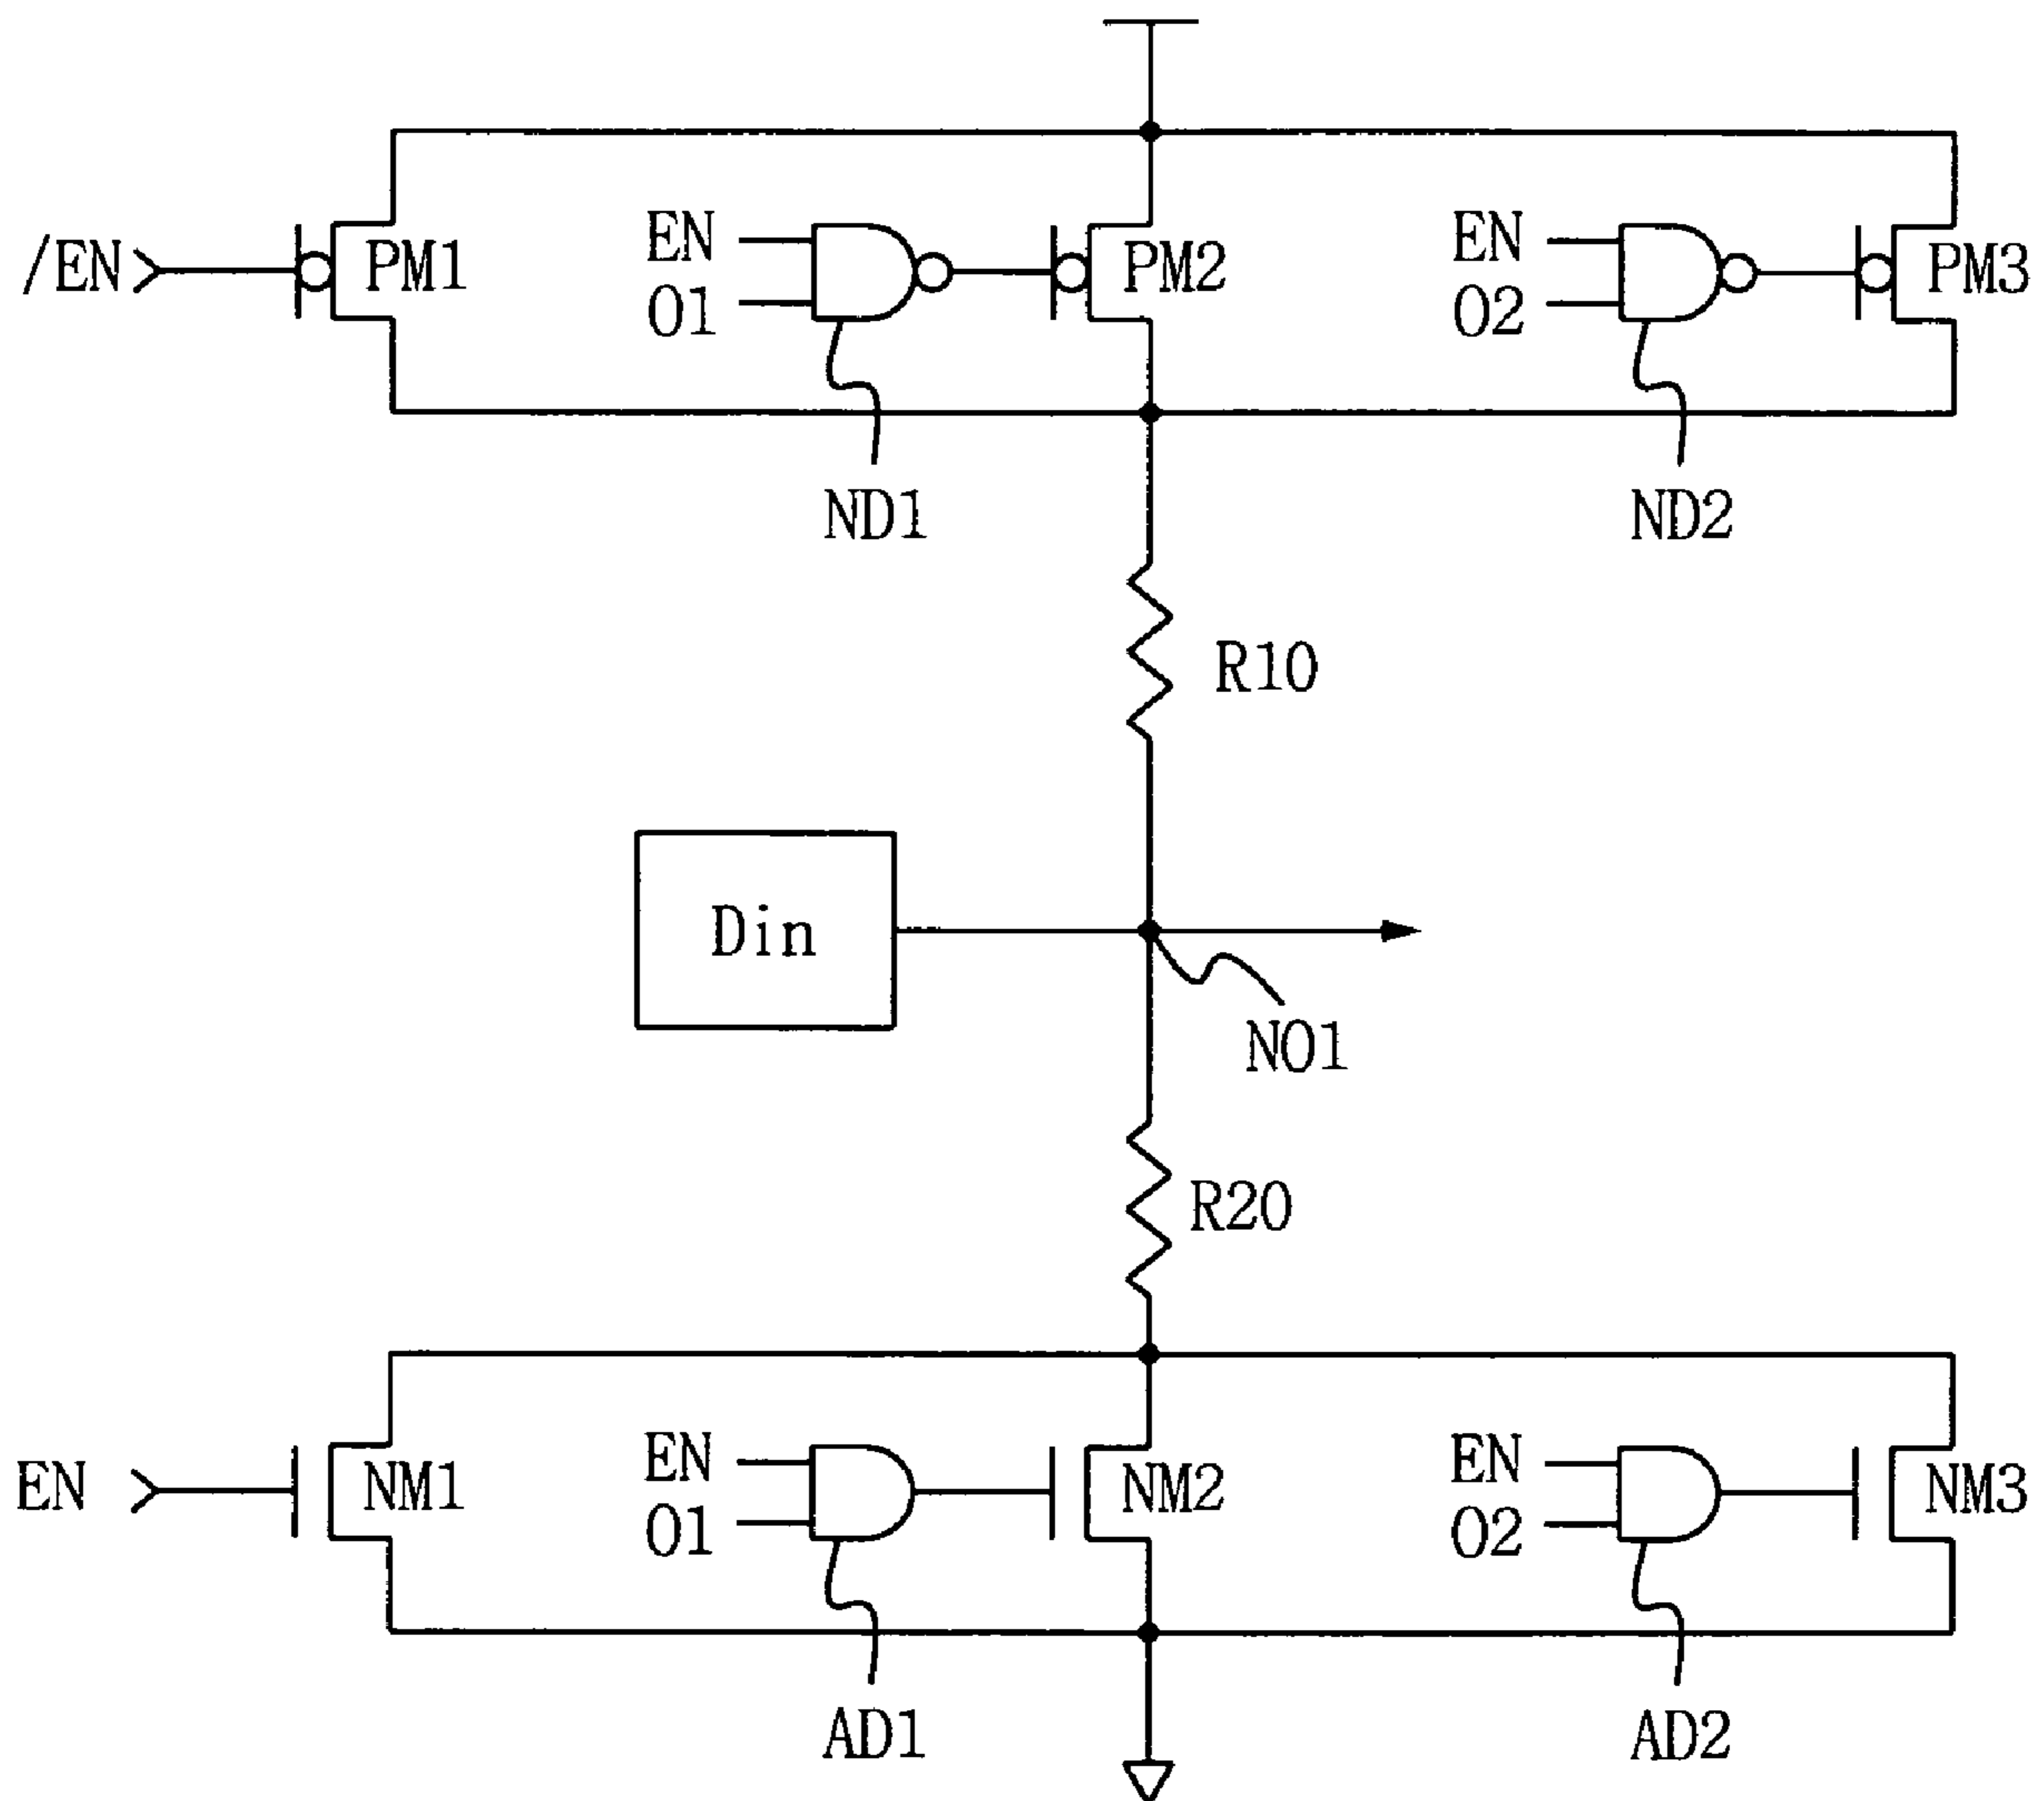 /EN
PM1
EN
O1
PM2
EN
O2
PM3
ND1
ND2
R10
Din
NO1
R20
EN
NM1
EN
O1
NM2
EN
O2
NM3
AD1
AD2